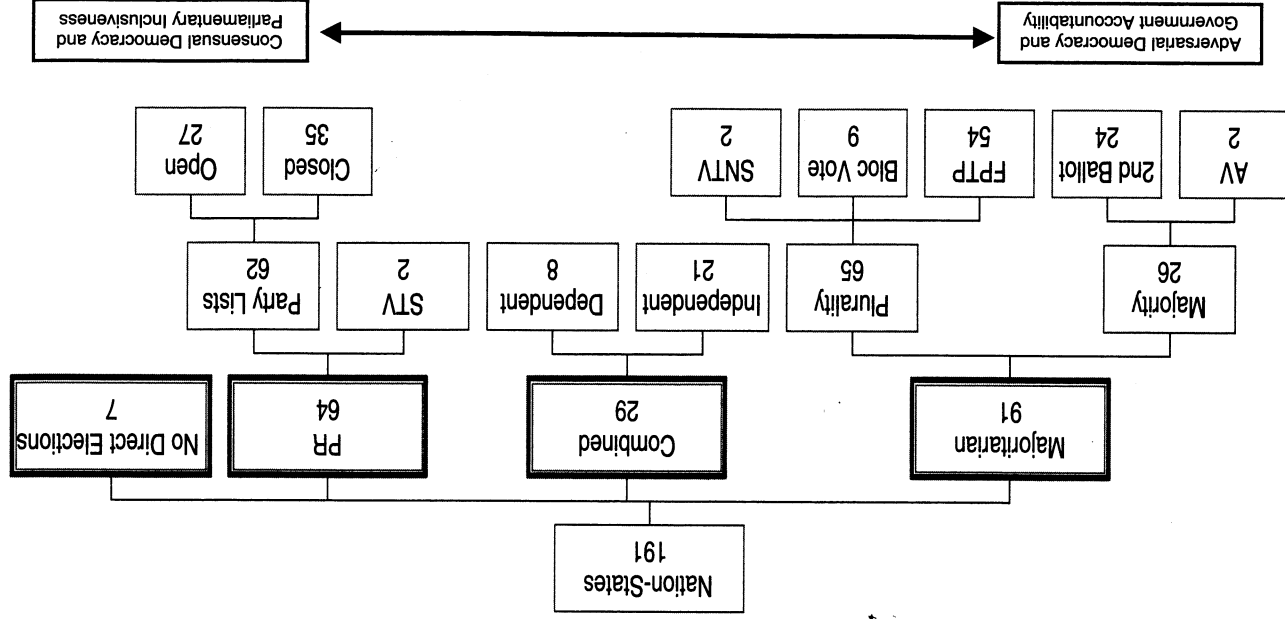 Nation-States
191
Majoritarian
91
Combined
29
PR
64
No Direct Elections
7
Majority
26
Plurality
65
Independent
21
Dependent
8
STV
2
Party Lists
62
AV
2
2nd Ballot
24
FPTP
54
Bloc Vote
9
SNTV
2
Closed
35
Open
27
Adversarial Democracy and
Government Accountability
Consensual Democracy and
Parliamentary Inclusiveness